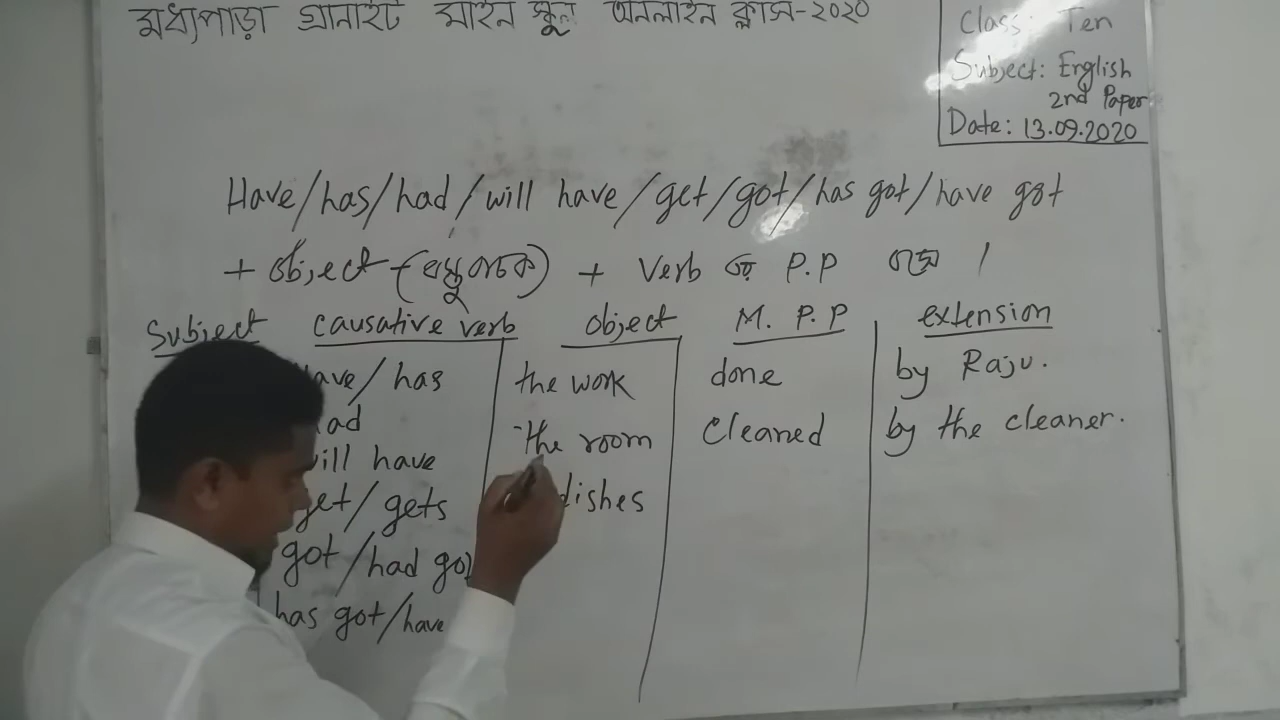 মধ্যপাড়া গ্রানাইট মাইন স্কুল অনলাইন ক্লাস-২০২০
Class: Ten
Subject: English
2nd Paper
Date: 13.09.2020
Have/has/had/will have/get/got/has got/have got
+ object-(বস্তুবাচক) + Verb এর P.P হবে।
Subject causative verb object M. P. P extension
have/has the work done by Raju.
had the room cleaned by the cleaner.
will have
get/gets dishes
got/had got
has got/have